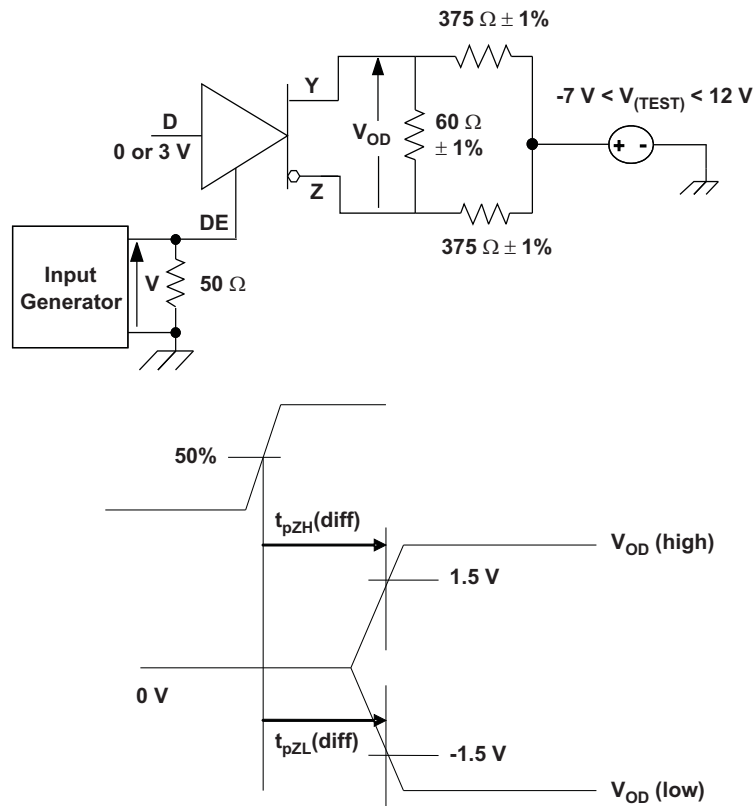 375 Ω ± 1%
Y
-7 V < V(TEST) < 12 V
D
VOD
60 Ω
± 1%
0 or 3 V
+ -
Z
DE
375 Ω ± 1%
Input
Generator
V
50 Ω
50%
tpZH(diff)
VOD (high)
1.5 V
0 V
tpZL(diff)
-1.5 V
VOD (low)